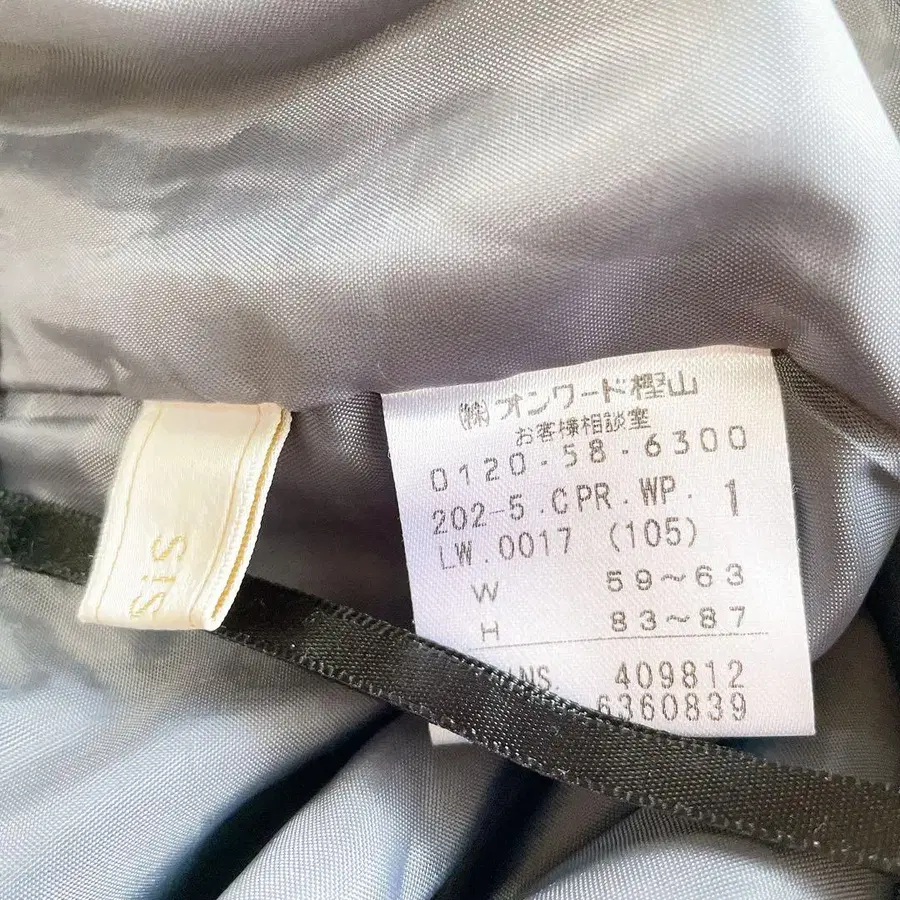 ㈱オンワード樫山
お客様相談室
0120-58-6300
202-5.CPR.WP. 1
LW.0017 (105)
W 59~63
H 83~87
NS. 409812
6360839
SiS